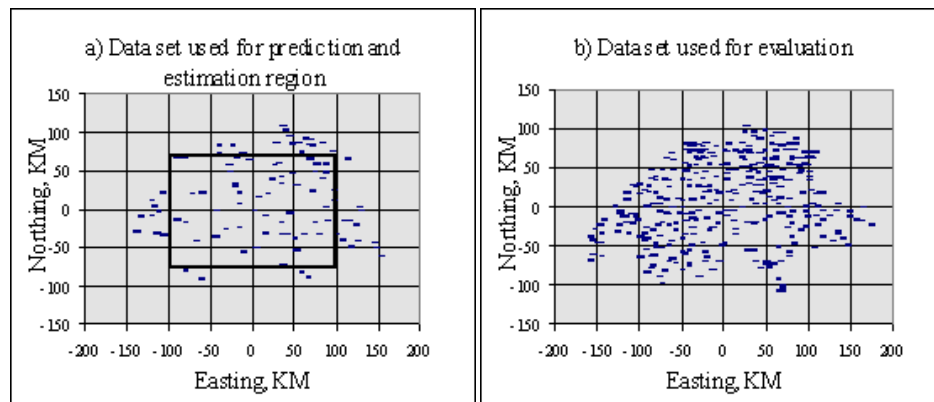 a) Data set used for prediction and
estimation region
150
100
50
0
-50
-100
-150
Northing, KM
-200 -150 -100 -50 0 50 100 150 200
Easting, KM
b) Data set used for evaluation
150
100
50
0
-50
-100
-150
Northing, KM
-200 -150 -100 -50 0 50 100 150 200
Easting, KM